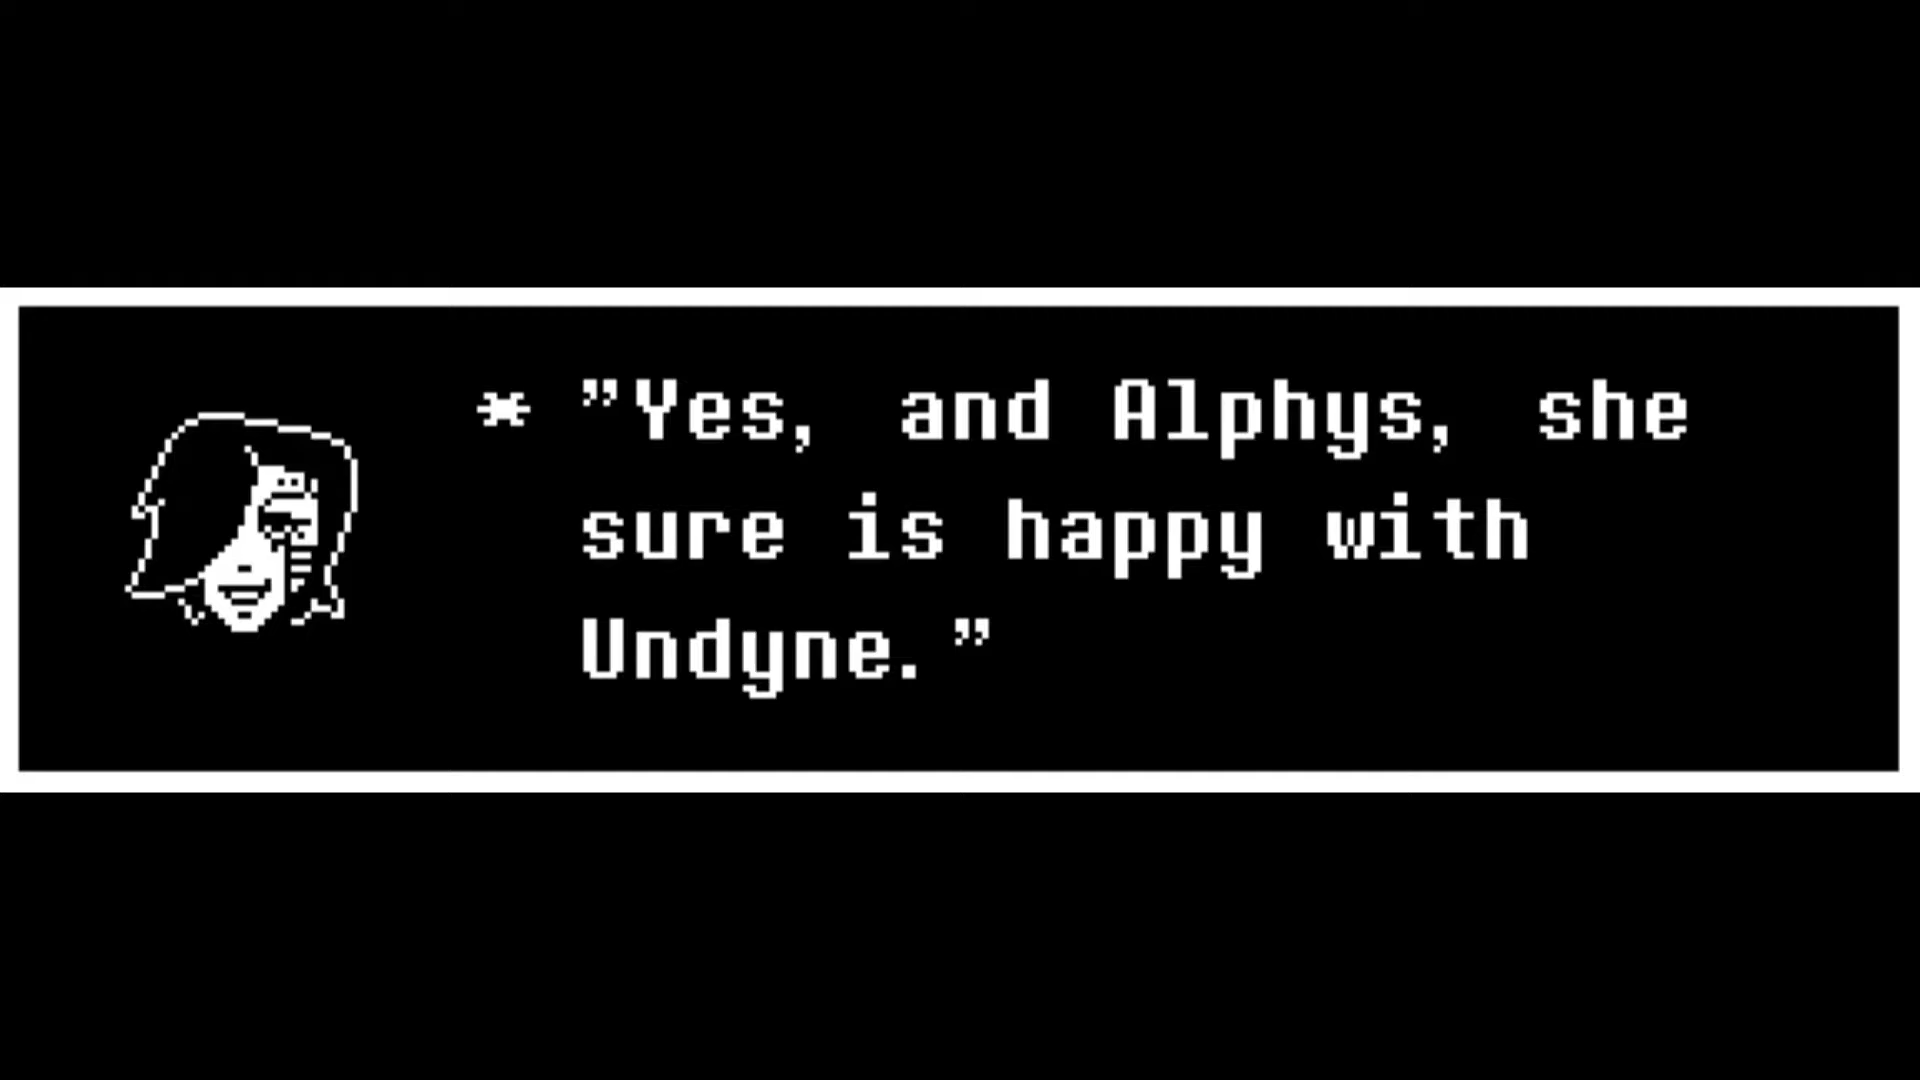 * "Yes, and Alphys, she
sure is happy with
Undyne."